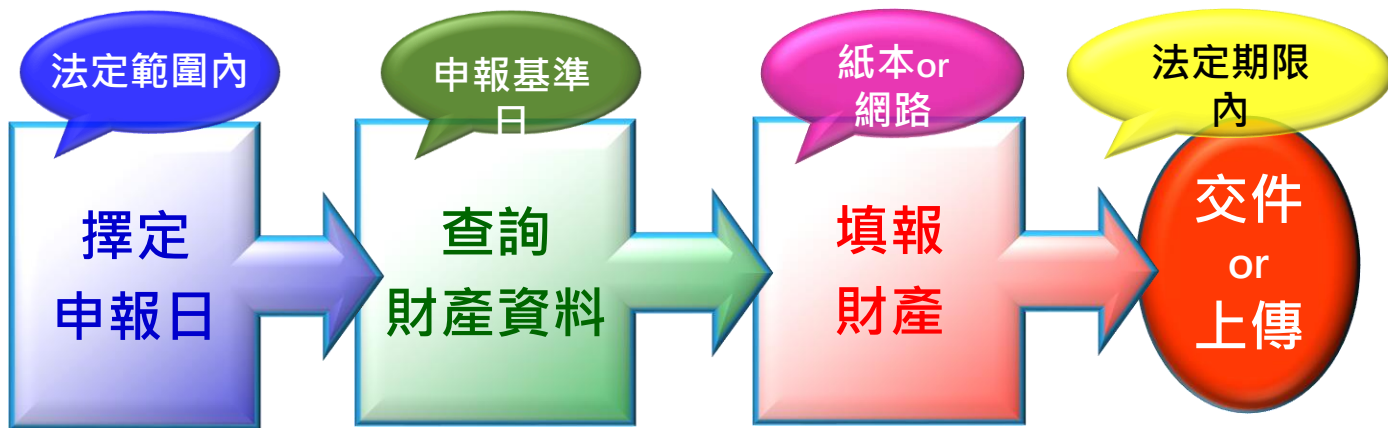 法定範圍內
擇定
申報日
申報基準
日
查詢
財產資料
紙本or
網路
填報
財產
法定期限
內
交件
or
上傳